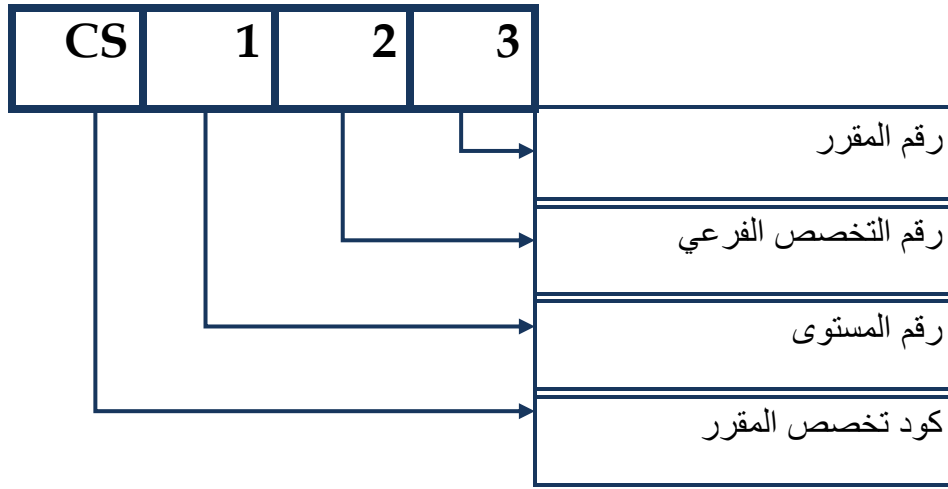 CS 1 2 3
رقم المقرر
رقم التخصص الفرعي
رقم المستوى
كود تخصص المقرر